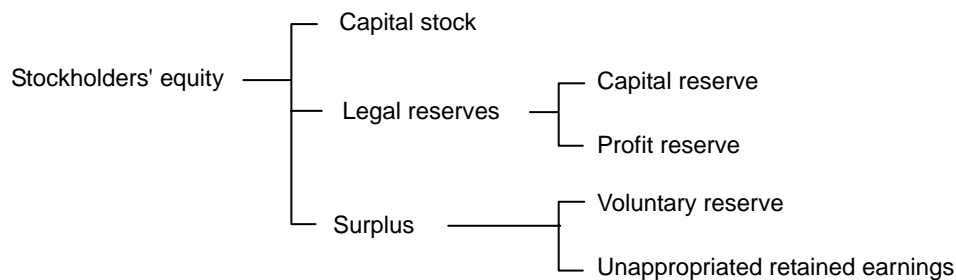 Capital stock
Stockholders' equity
Capital reserve
Legal reserves
Profit reserve
Voluntary reserve
Surplus
Unappropriated retained earnings